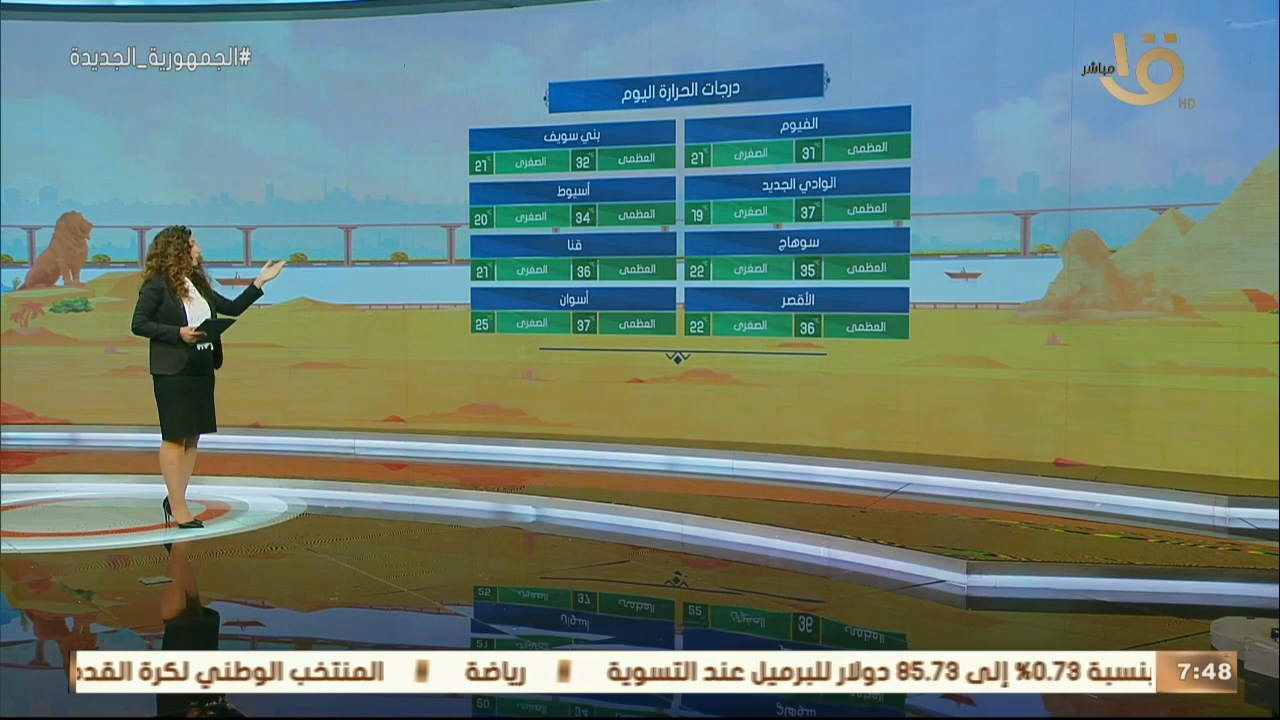 #الجمهورية_الجديدة
مباشر
HD
درجات الحرارة اليوم
الفيوم
العظمى 31°c الصغرى 21°c
بني سويف
العظمى 32°c الصغرى 21°c
الوادي الجديد
العظمى 37°c الصغرى 19°c
أسيوط
العظمى 34°c الصغرى 20°c
سوهاج
العظمى 35°c الصغرى 22°c
قنا
العظمى 36°c الصغرى 21°c
الأقصر
العظمى 36°c الصغرى 22°c
أسوان
العظمى 37°c الصغرى 25°c
7:48
بنسبة 0.73% إلى 85.73 دولار للبرميل عند التسوية رياضة المنتخب الوطني لكرة القدم